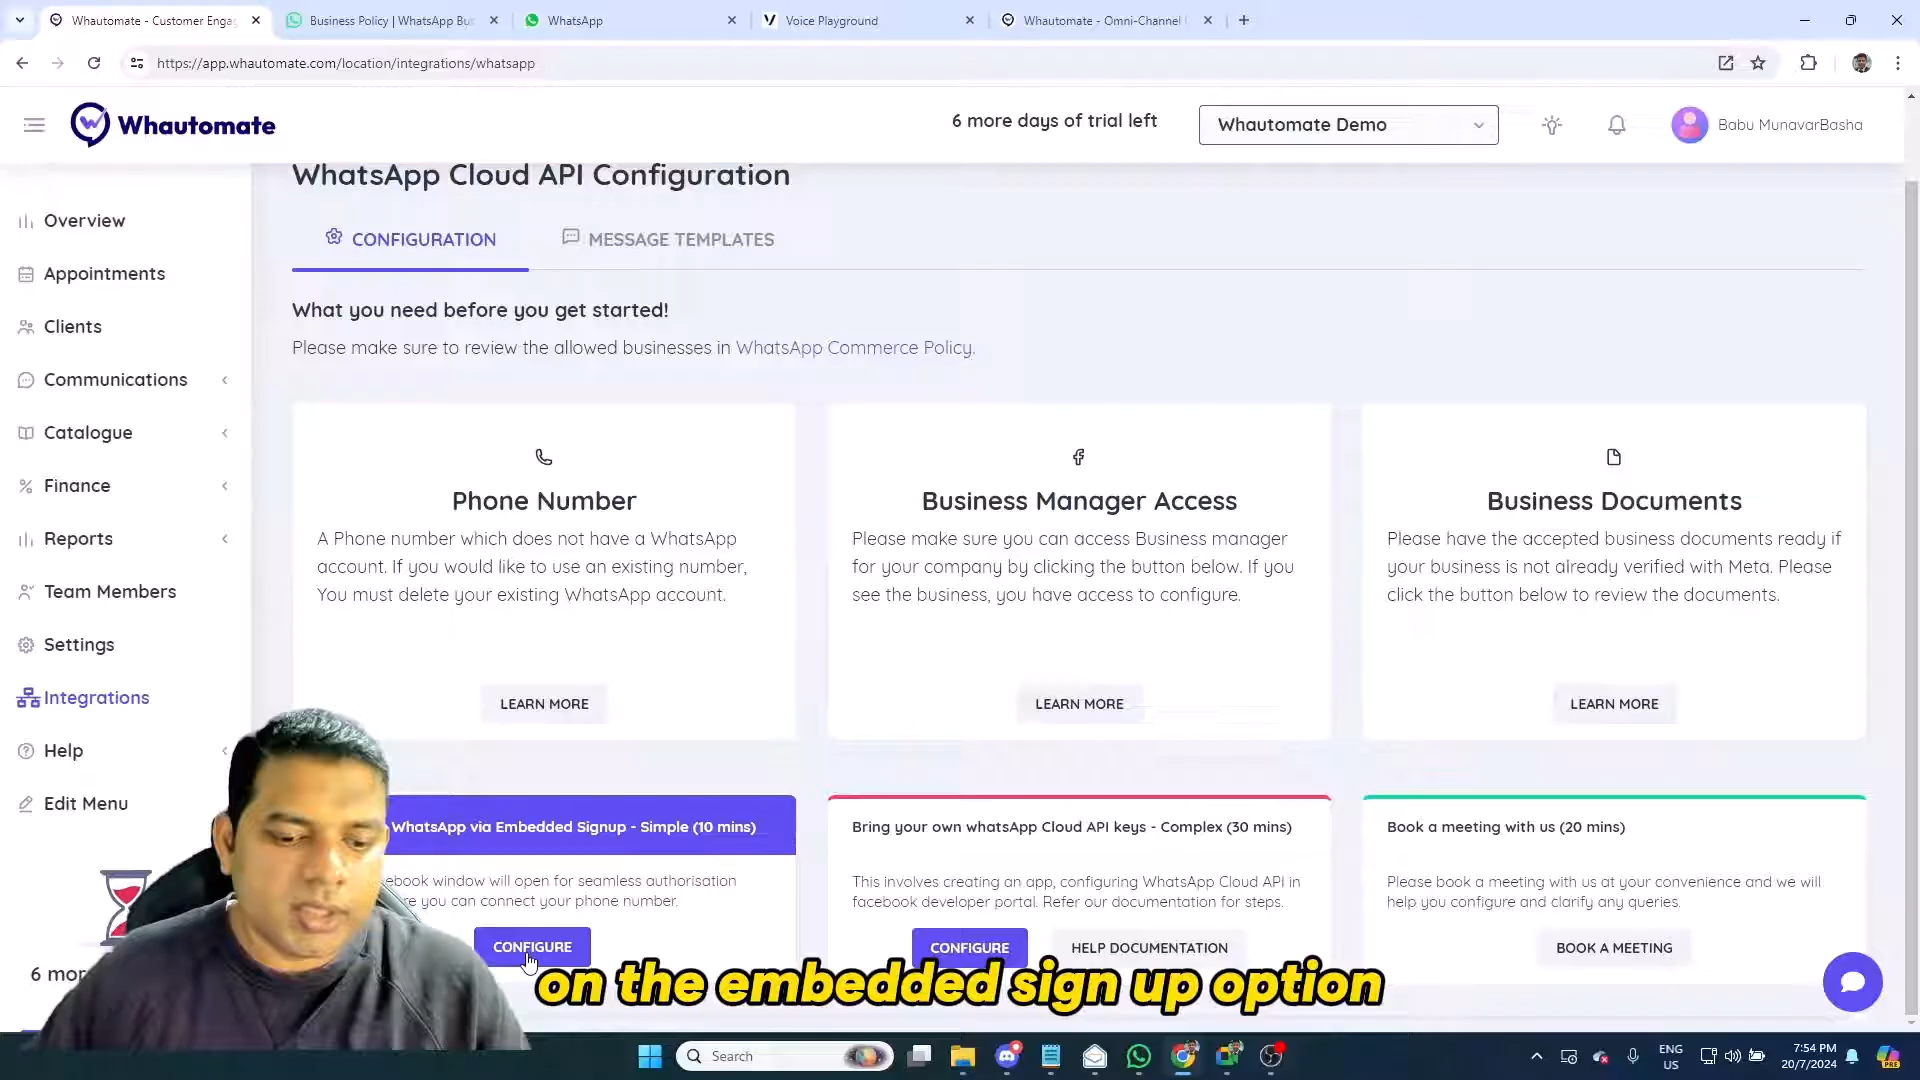 Whautomate - Customer Engag
Business Policy | WhatsApp Bus
WhatsApp
Voice Playground
Whautomate - Omni-Channel
https://app.whautomate.com/location/integrations/whatsapp
Whautomate
6 more days of trial left
Whautomate Demo
Babu MunavarBasha
WhatsApp Cloud API Configuration
Overview
Appointments
Clients
Communications
Catalogue
Finance
Reports
Team Members
Settings
Integrations
Help
Edit Menu
6 mor
CONFIGURATION
MESSAGE TEMPLATES
What you need before you get started!
Please make sure to review the allowed businesses in WhatsApp Commerce Policy.
Phone Number
A Phone number which does not have a WhatsApp
account. If you would like to use an existing number,
You must delete your existing WhatsApp account.
LEARN MORE
Business Manager Access
Please make sure you can access Business manager
for your company by clicking the button below. If you
see the business, you have access to configure.
LEARN MORE
Business Documents
Please have the accepted business documents ready if
your business is not already verified with Meta. Please
click the button below to review the documents.
LEARN MORE
WhatsApp via Embedded Signup - Simple (10 mins)
ebook window will open for seamless authorisation
re you can connect your phone number.
CONFIGURE
Bring your own whatsApp Cloud API keys - Complex (30 mins)
This involves creating an app, configuring WhatsApp Cloud API in
facebook developer portal. Refer our documentation for steps.
CONFIGURE
HELP DOCUMENTATION
Book a meeting with us (20 mins)
Please book a meeting with us at your convenience and we will
help you configure and clarify any queries.
BOOK A MEETING
on the embedded sign up option
Search
ENG
US
7:54 PM
20/7/2024
PRE